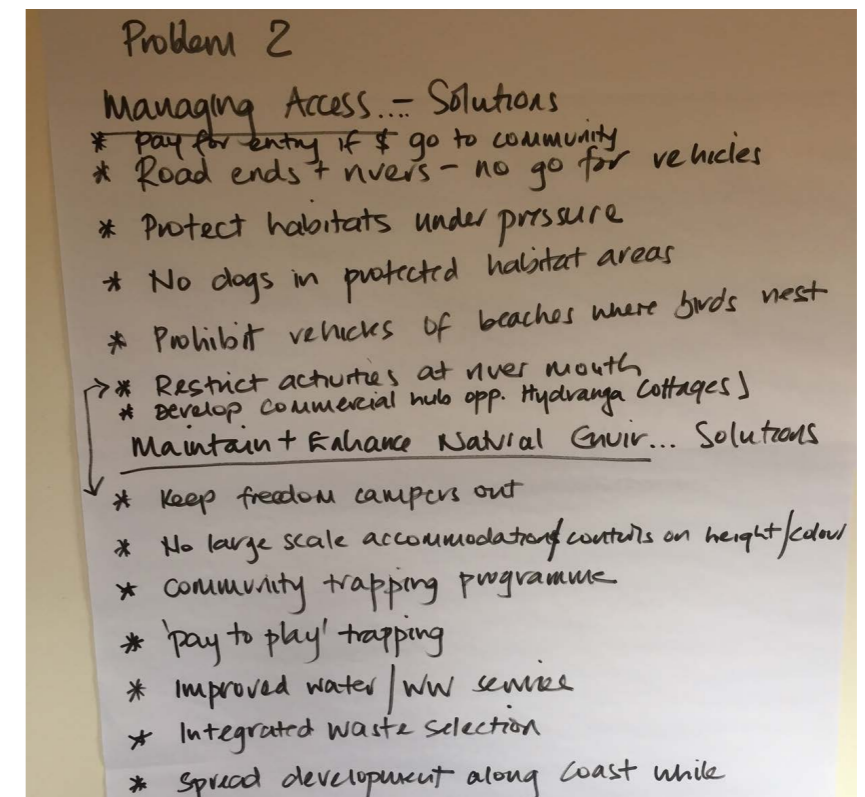 Problem 2
Managing Access... - Solutions
* Pay for entry if $ go to community
* Road ends + rivers - no go for vehicles
* Protect habitats under pressure
* No dogs in protected habitat areas
* Prohibit vehicles of beaches where birds nest
* Restrict activities at river mouth
* Develop commercial hub opp. Hydranga Cottages
Maintain + Enhance Natural Envir... Solutions
* Keep freedom campers out
* No large scale accommodation / controls on height/colour
* Community trapping programme
* 'pay to play' trapping
* Improved water / WW service
* Integrated waste selection
* Spread development along coast while